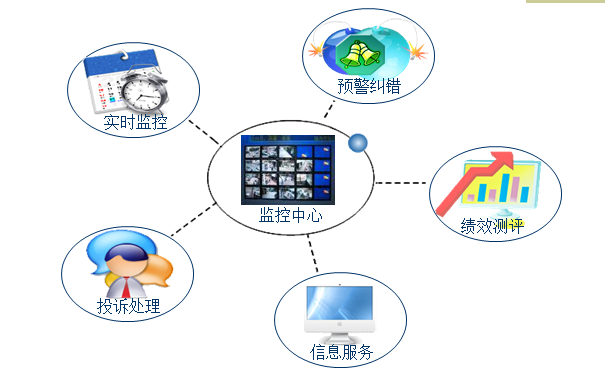 预警纠错
实时监控
监控中心
绩效测评
投诉处理
信息服务